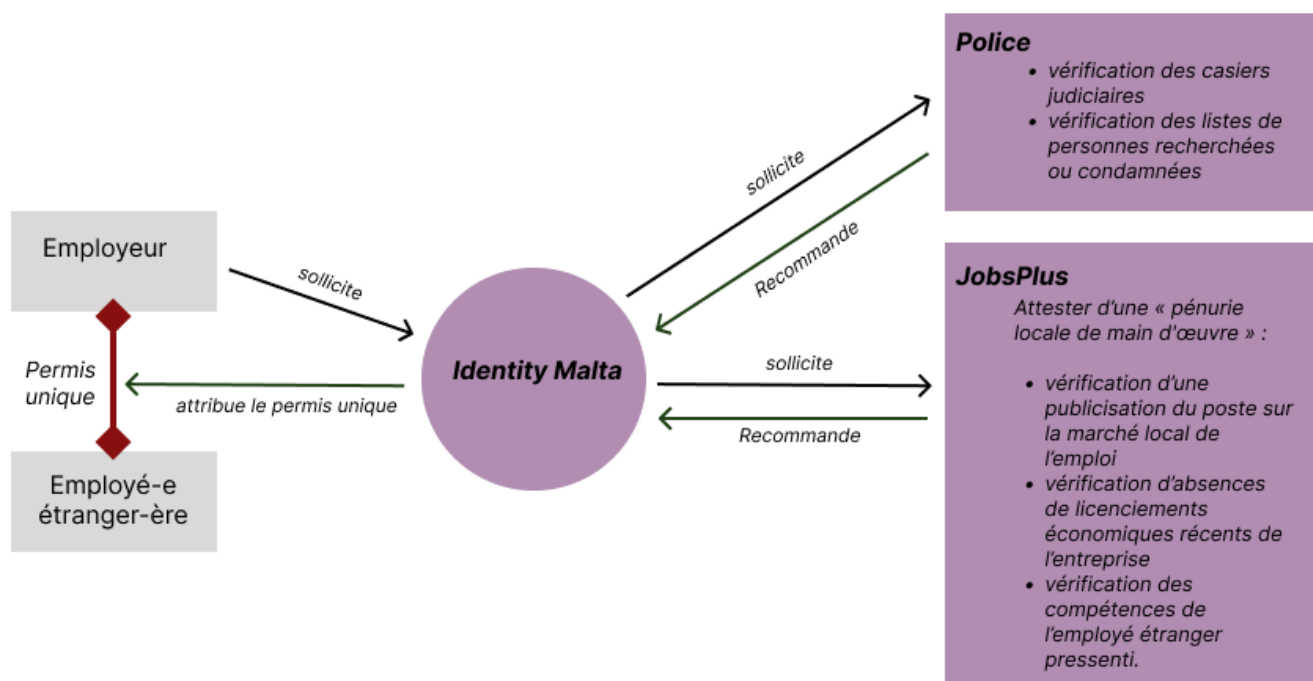 Police
• vérification des casiers
judiciaires
• vérification des listes de
personnes recherchées
ou condamnées
Employeur
sollicite
sollicite
Recommande
Permis
unique
attribue le permis unique
Employé-e
étranger-ère
Identity Malta
sollicite
Recommande
JobsPlus
Attester d'une « pénurie
locale de main d'œuvre » :
• vérification d'une
publicisation du poste sur
la marché local de
l'emploi
• vérification d'absences
de licenciements
économiques récents de
l'entreprise
• vérification des
compétences de
l'employé étranger
pressenti.